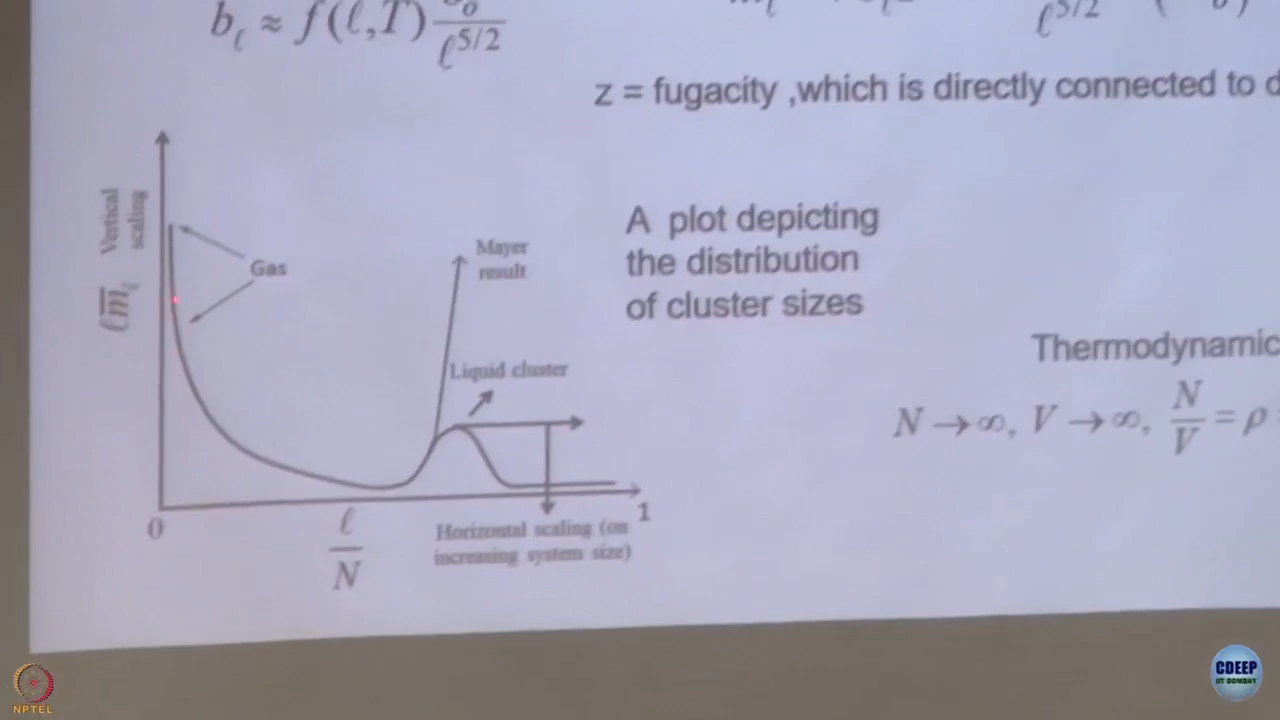 b_ℓ ≈ f(ℓ,T) / ℓ^{5/2}
ℓ^{5/2}
z = fugacity ,which is directly connected to d
Vertical scaling
ℓm̄_ℓ
Gas
Mayer
result
Liquid cluster
A plot depicting
the distribution
of cluster sizes
Thermodynamic
N → ∞, V → ∞, N/V = ρ
0
ℓ/N
Horizontal scaling (on
increasing system size)
1
NPTEL
CDEEP
IIT BOMBAY